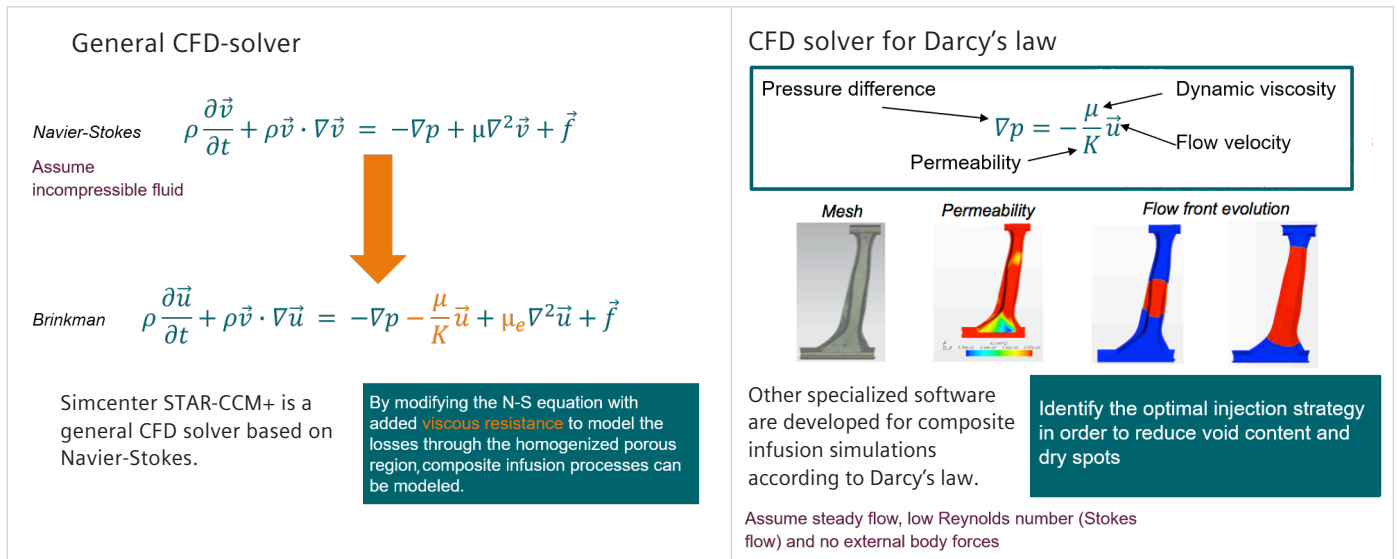 General CFD-solver
Navier-Stokes
ρ ∂v⃗/∂t + ρv⃗ · ∇v⃗ = −∇p + μ∇²v⃗ + f⃗
Assume
incompressible fluid
Brinkman
ρ ∂u⃗/∂t + ρv⃗ · ∇u⃗ = −∇p − μ/K u⃗ + μₑ∇²u⃗ + f⃗
Simcenter STAR-CCM+ is a
general CFD solver based on
Navier-Stokes.
By modifying the N-S equation with
added viscous resistance to model the
losses through the homogenized porous
region,composite infusion processes can
be modeled.
CFD solver for Darcy's law
Pressure difference
Dynamic viscosity
∇p = − μ/K u⃗
Flow velocity
Permeability
Mesh
Permeability
Flow front evolution
Other specialized software
are developed for composite
infusion simulations
according to Darcy's law.
Identify the optimal injection strategy
in order to reduce void content and
dry spots
Assume steady flow, low Reynolds number (Stokes
flow) and no external body forces